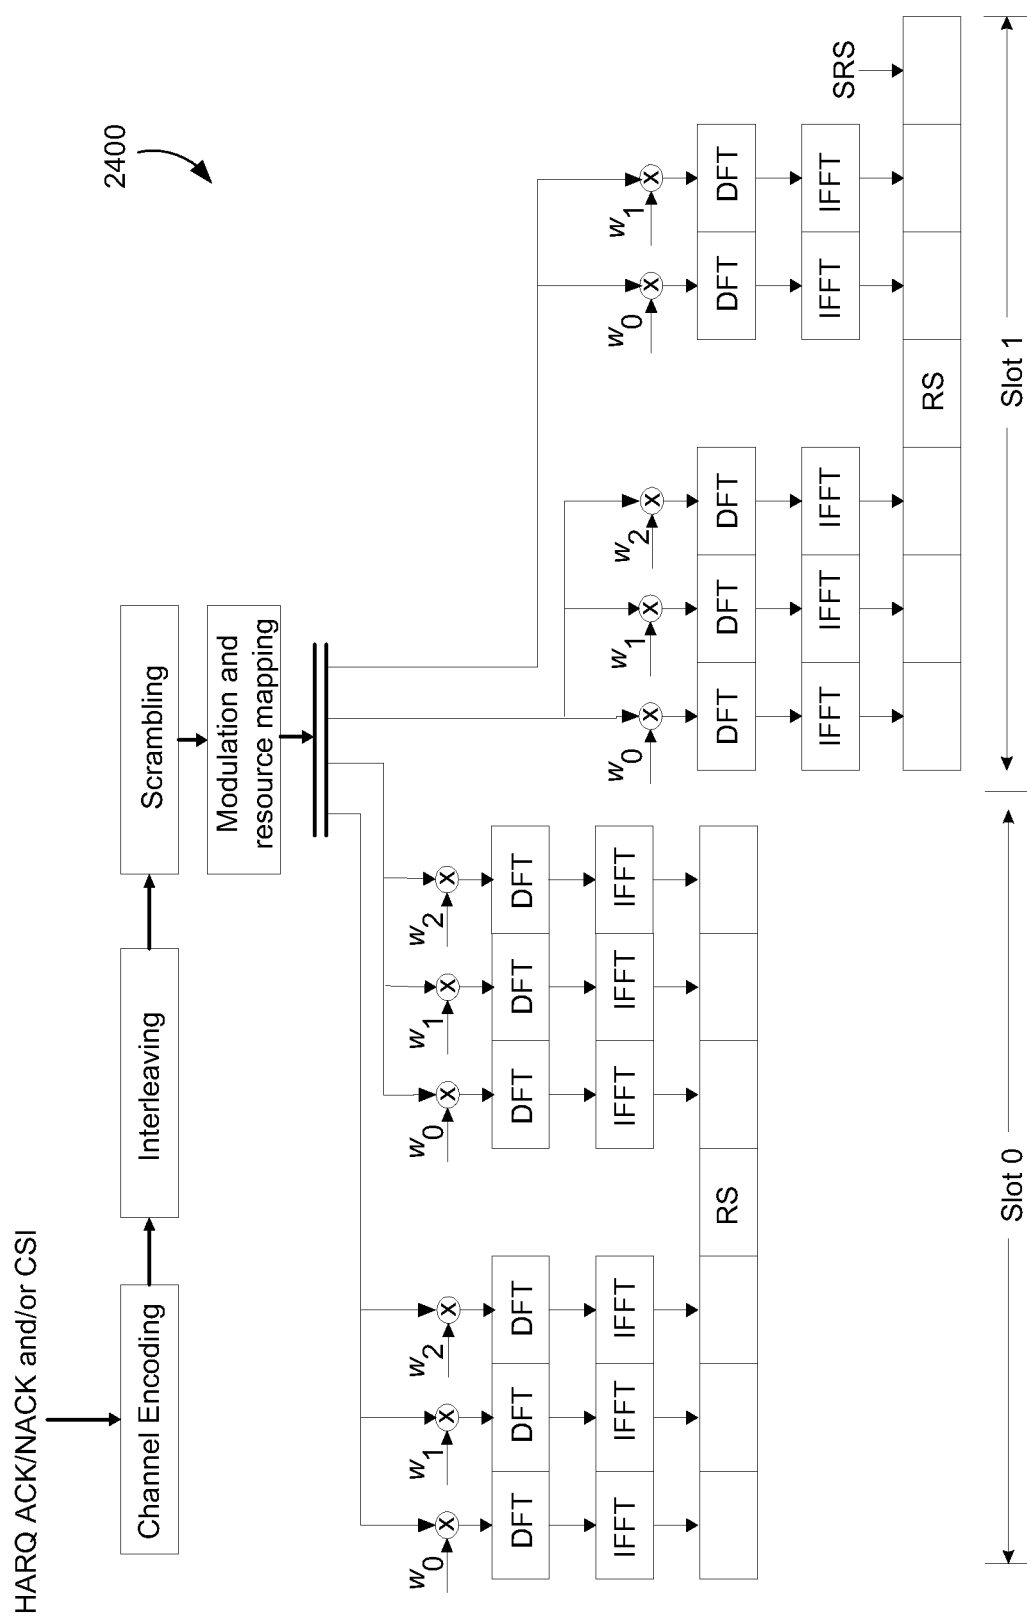 2400
HARQ ACK/NACK and/or CSI
Channel Encoding
Interleaving
Scrambling
Modulation and
resource mapping
w0
w1
w2
w0
w1
w2
DFT
DFT
DFT
DFT
DFT
DFT
IFFT
IFFT
IFFT
IFFT
IFFT
IFFT
RS
w0
w1
w2
w0
w1
DFT
DFT
DFT
DFT
DFT
IFFT
IFFT
IFFT
IFFT
IFFT
SRS
RS
Slot 0
Slot 1